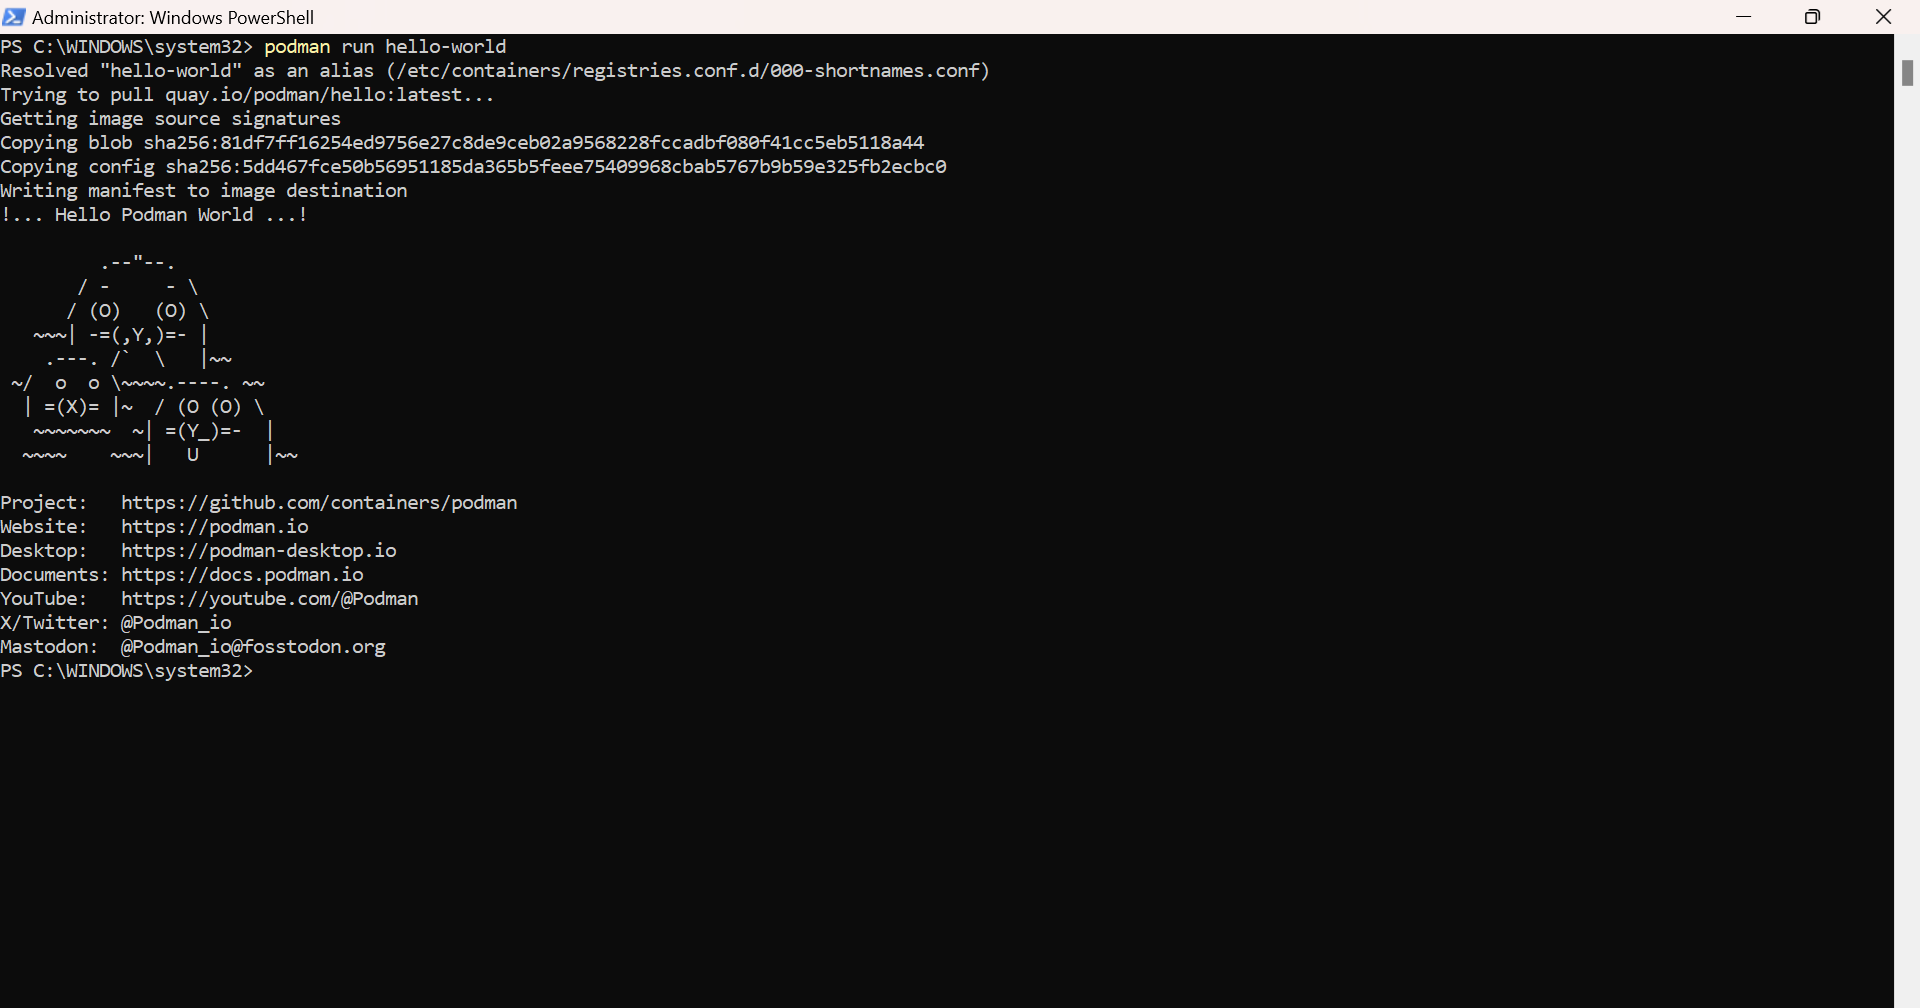 Administrator: Windows PowerShell
PS C:\WINDOWS\system32> podman run hello-world
Resolved "hello-world" as an alias (/etc/containers/registries.conf.d/000-shortnames.conf)
Trying to pull quay.io/podman/hello:latest...
Getting image source signatures
Copying blob sha256:81df7ff16254ed9756e27c8de9ceb02a9568228fccadbf080f41cc5eb5118a44
Copying config sha256:5dd467fce50b56951185da365b5feee75409968cbab5767b9b59e325fb2ecbc0
Writing manifest to image destination
!... Hello Podman World ...!

         .--"--.
       / -     - \
      / (O)   (O) \
   ~~~| -=(,Y,)=- |
    .---. /`  \   |~~
 ~/  o  o \~~~~.----. ~~
  | =(X)= |~  / (O (O) \
   ~~~~~~~  ~| =(Y_)=-  |
  ~~~~    ~~~|   U      |~~

Project:   https://github.com/containers/podman
Website:   https://podman.io
Desktop:   https://podman-desktop.io
Documents: https://docs.podman.io
YouTube:   https://youtube.com/@Podman
X/Twitter: @Podman_io
Mastodon:  @Podman_io@fosstodon.org
PS C:\WINDOWS\system32>